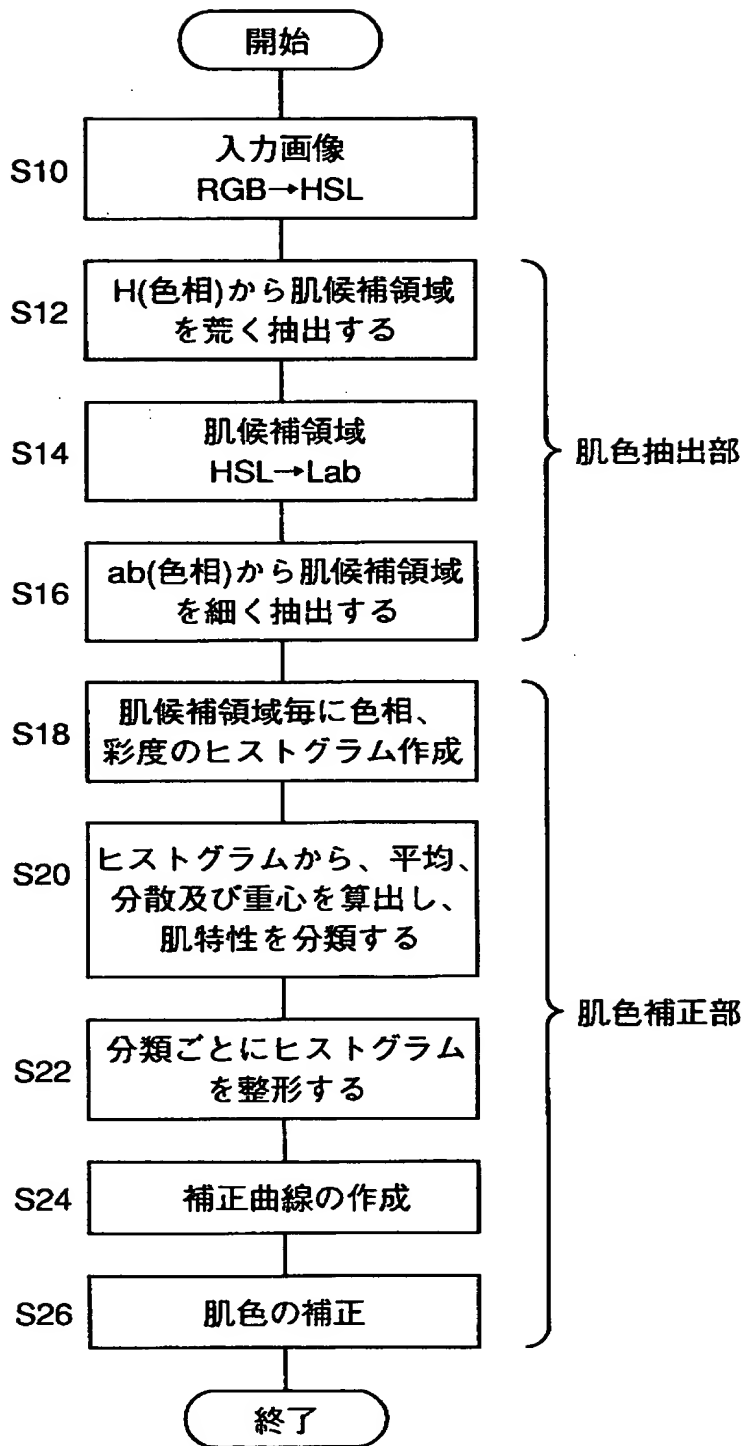 開始
S10
入力画像
RGB→HSL
S12
H(色相)から肌候補領域
を荒く抽出する
S14
肌候補領域
HSL→Lab
S16
ab(色相)から肌候補領域
を細く抽出する
肌色抽出部
S18
肌候補領域毎に色相、
彩度のヒストグラム作成
S20
ヒストグラムから、平均、
分散及び重心を算出し、
肌特性を分類する
S22
分類ごとにヒストグラム
を整形する
S24
補正曲線の作成
S26
肌色の補正
肌色補正部
終了